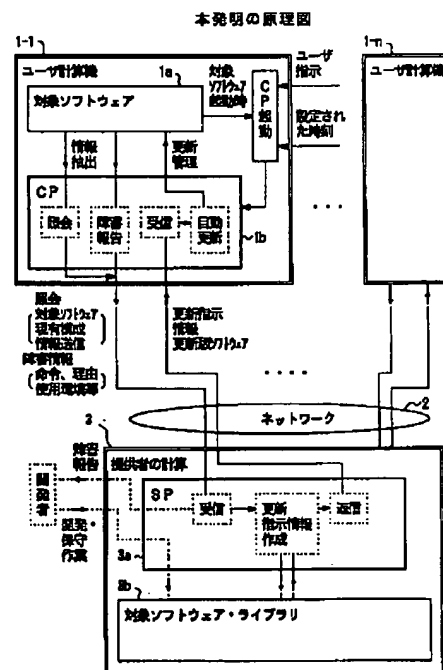 本発明の原理図
1-1
1-n
ユーザ計算機
1a
対象ソフトウェア
対象
ソフトウェア
起動時
CP起動
ユーザ
指示
設定され
た時刻
ユーザ計算機
情報
抽出
更新
管理
CP
照会
障害
報告
受信
自動
更新
1b
照会
対象ソフトウェア
現有構成
情報送信
障害情報
命令、理由
使用環境等
更新指示
情報
更新版ソフトウェア
ネットワーク
2
3
障害
報告
提供者の計算
開発者
開発・
保守
作業
SP
受信
更新
指示情報
作成
返信
3a
3b
対象ソフトウェア・ライブラリ